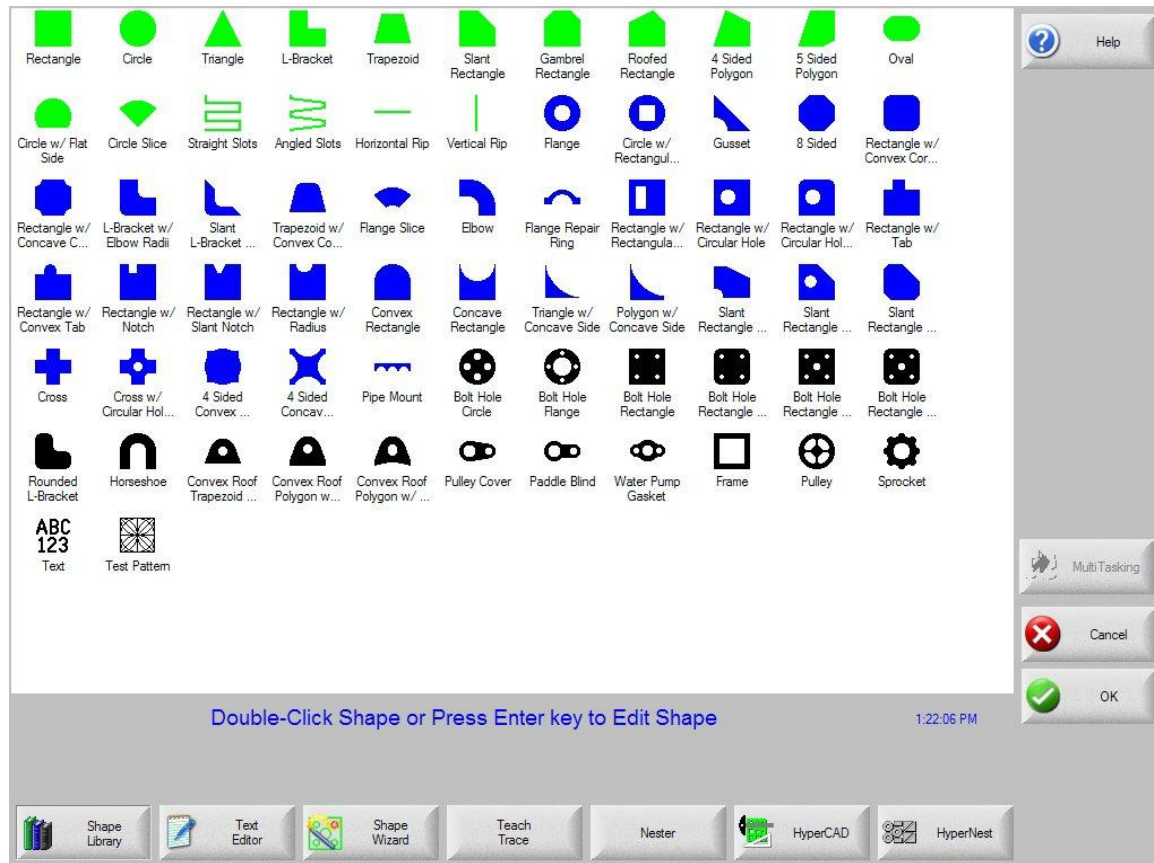 Rectangle Circle Triangle L-Bracket Trapezoid Slant Rectangle Gambrel Rectangle Roofed Rectangle 4 Sided Polygon 5 Sided Polygon Oval
Circle w/ Flat Side Circle Slice Straight Slots Angled Slots Horizontal Rip Vertical Rip Flange Circle w/ Rectangul... Gusset 8 Sided Rectangle w/ Convex Cor...
Rectangle w/ Concave C... L-Bracket w/ Elbow Radii Slant L-Bracket ... Trapezoid w/ Convex Co... Flange Slice Elbow Flange Repair Ring Rectangle w/ Rectangula... Rectangle w/ Circular Hole Rectangle w/ Circular Hol... Rectangle w/ Tab
Rectangle w/ Convex Tab Rectangle w/ Notch Rectangle w/ Slant Notch Rectangle w/ Radius Convex Rectangle Concave Rectangle Triangle w/ Concave Side Polygon w/ Concave Side Slant Rectangle ... Slant Rectangle ... Slant Rectangle ...
Cross Cross w/ Circular Hol... 4 Sided Convex ... 4 Sided Concav... Pipe Mount Bolt Hole Circle Bolt Hole Flange Bolt Hole Rectangle Bolt Hole Rectangle ... Bolt Hole Rectangle ... Bolt Hole Rectangle ...
Rounded L-Bracket Horseshoe Convex Roof Trapezoid ... Convex Roof Polygon w... Convex Roof Polygon w/ ... Pulley Cover Paddle Blind Water Pump Gasket Frame Pulley Sprocket
ABC
123
Text Test Pattern
Help
MultiTasking
Cancel
OK
Double-Click Shape or Press Enter key to Edit Shape
1:22:06 PM
Shape Library
Text Editor
Shape Wizard
Teach Trace
Nester
HyperCAD
HyperNest